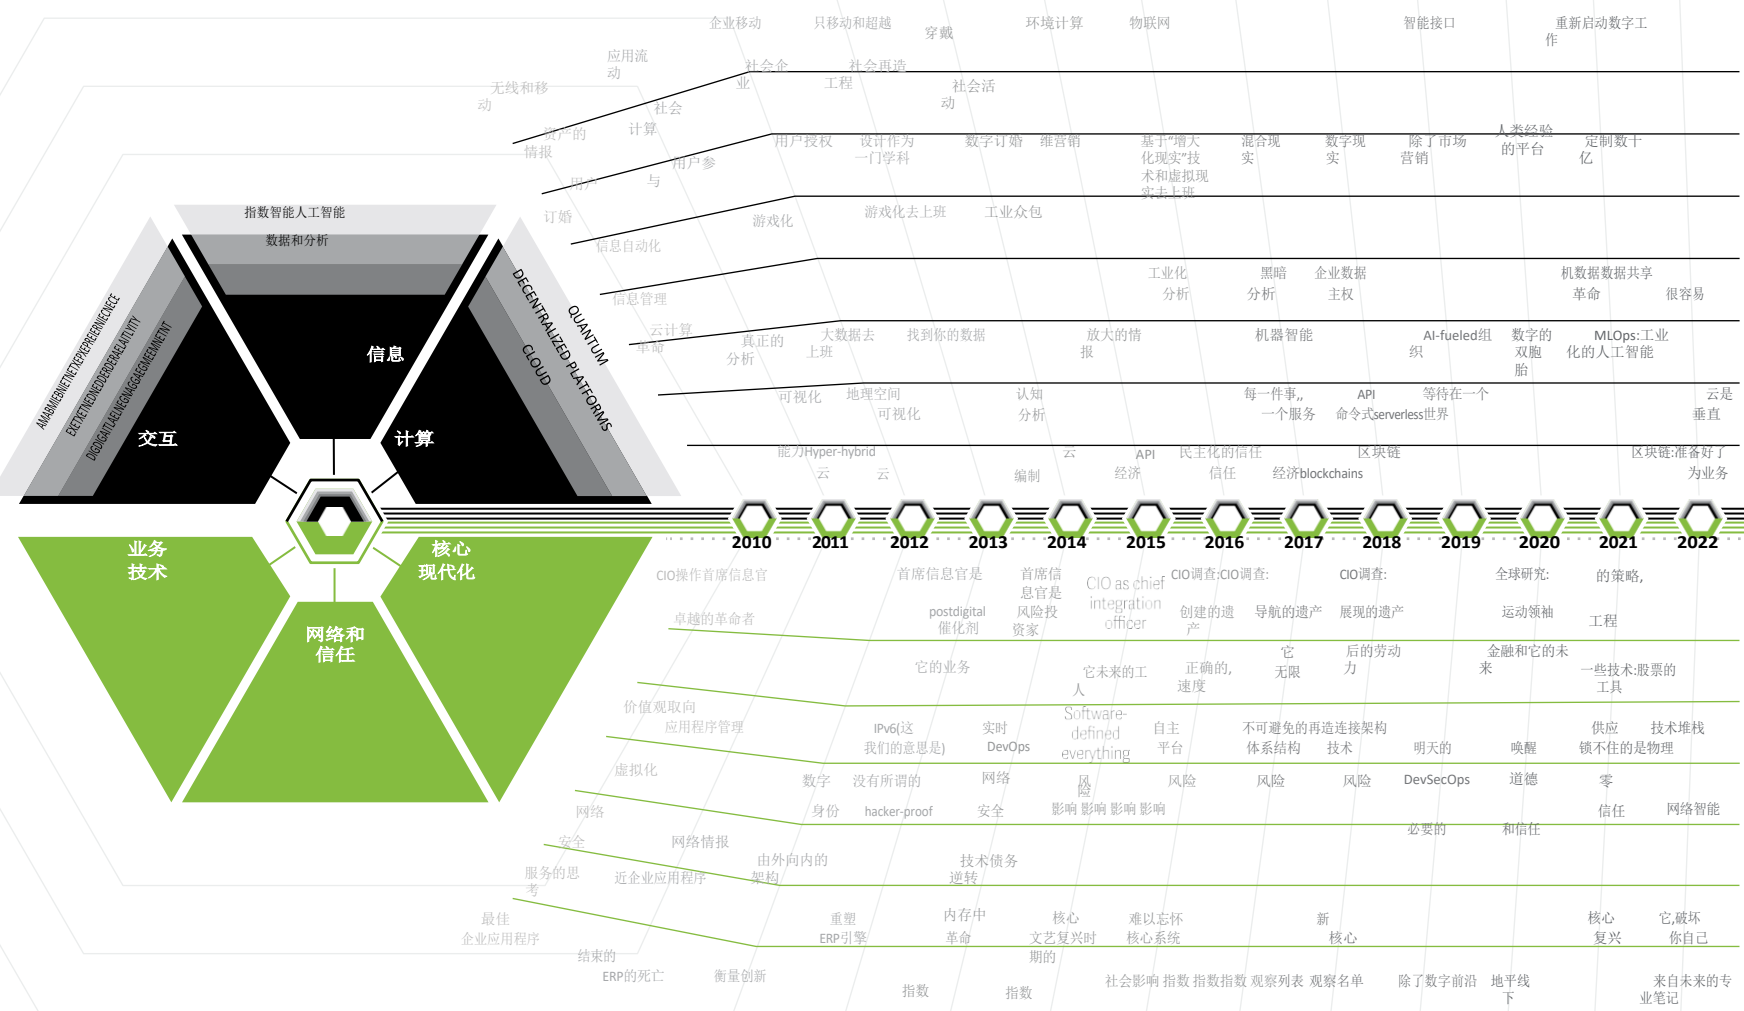 企业移动 只移动和超越 穿戴 环境计算 物联网 智能接口 重新启动数字工
作
应用流
动
社会企
业
社会再造
工程
社会活
动
无线和移
动
社会
计算
资产的
情报
用户授权
设计作为
一门学科
数字订婚 维营销
基于“增大
化现实”技
术和虚拟现
实去上班
混合现
实
数字现
实
除了市场
营销
人类经验
的平台
定制数十
亿
用户参
与
用户
订婚
游戏化 游戏化去上班 工业众包
信息自动化
工业化
分析
黑暗
分析
企业数据
主权
机数据数据共享
革命 很容易
信息管理
云计算
革命
真正的
分析
大数据去
上班
找到你的数据
放大的情
报
机器智能
AI-fueled组
织
数字的
双胞
胎
MLOps:工业
化的人工智能
可视化 地理空间
可视化
认知
分析
每一件事,,
一个服务
API
命令式serverless世界
等待在一个
云是
垂直
能力Hyper-hybrid
云 云
编制
云
API
经济
民主化的信任
信任
经济blockchains
区块链
区块链:准备好了
为业务
指数智能人工智能
数据和分析
信息
交互
计算
AMABMIEBNIETNETXEPXEPREIERNIECNECE
EXETXETNEDNEDDERDERAELAITLVITY
DIGDIGAITLAELNEGNAGGAEGMIEEMNNETNT
QUANTUM
DECENTRALIZED PLATFORMS
CLOUD
业务
技术
核心
现代化
网络和
信任
2010 2011 2012 2013 2014 2015 2016 2017 2018 2019 2020 2021 2022
CIO操作首席信息官
卓越的革命者
首席信息官是
postdigital
催化剂
首席信
息官是
风险投
资家
CIO as chief
integration
officer
CIO调查:CIO调查:
创建的遗
产
导航的遗产
CIO调查:
展现的遗产
全球研究:
运动领袖
的策略,
工程
它的业务
它未来的工
人
正确的,
速度
它
无限
后的劳动
力
金融和它的未
来
一些技术:股票的
工具
价值观取向
应用程序管理
IPv6(这
我们的意思是)
实时
DevOps
Software-
defined
everything
自主
平台
不可避免的再造连接架构
体系结构 技术
明天的
唤醒
供应 技术堆栈
锁不住的是物理
虚拟化
数字
身份
没有所谓的
hacker-proof
网络
安全
风
险
风险 风险 风险
影响 影响 影响 影响
DevSecOps
必要的
道德
和信任
零
信任
网络智能
网络
安全
网络情报
服务的思
考
近企业应用程序
由外向内的
架构
技术债务
逆转
最佳
企业应用程序
重塑
ERP引擎
内存中
革命
核心
文艺复兴时
期的
难以忘怀
核心系统
新
核心
核心
复兴
它,破坏
你自己
结束的
ERP的死亡
衡量创新
指数 指数
社会影响 指数 指数指数 观察列表 观察名单
除了数字前沿
地平线
下
来自未来的专
业笔记